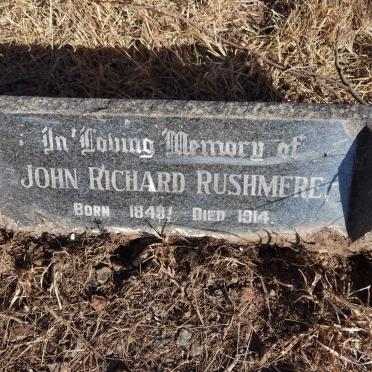 In Loving Memory of
JOHN RICHARD RUSHMERE,
BORN 1848, DIED 1914.